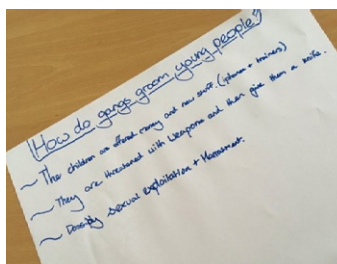 How do gangs groom young people?
~ The children are offered money and new stuff. (iphones + trainers)
~ They are threatened with weapons and then give them a knife.
~ sexual exploitation + Harassment.